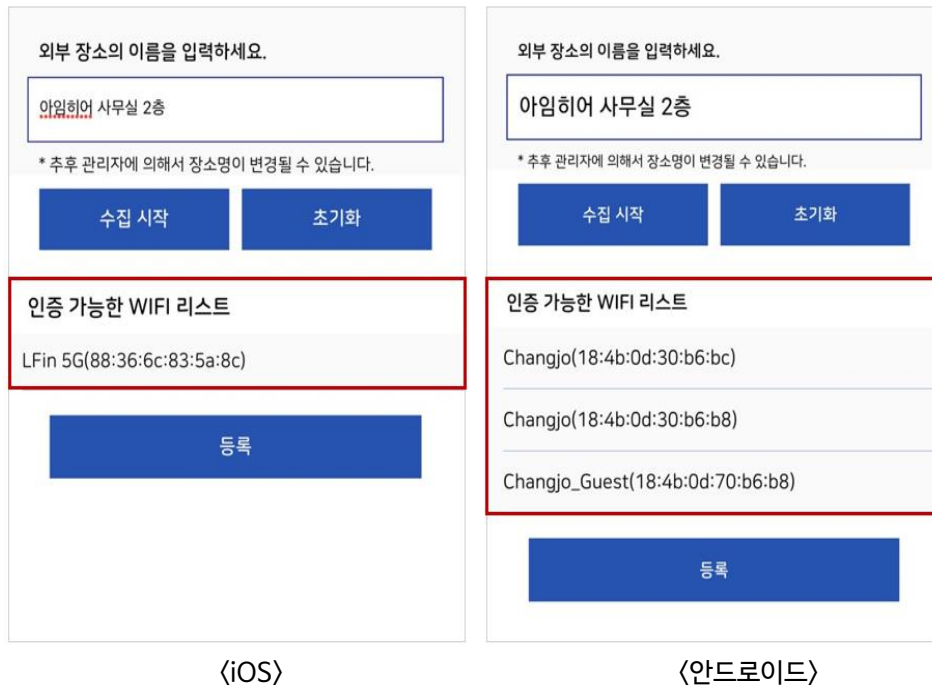 외부 장소의 이름을 입력하세요.
아임히어 사무실 2층
* 추후 관리자에 의해서 장소명이 변경될 수 있습니다.
수집 시작
초기화
인증 가능한 WIFI 리스트
LFin 5G(88:36:6c:83:5a:8c)
등록
〈iOS〉
외부 장소의 이름을 입력하세요.
아임히어 사무실 2층
* 추후 관리자에 의해서 장소명이 변경될 수 있습니다.
수집 시작
초기화
인증 가능한 WIFI 리스트
Changjo(18:4b:0d:30:b6:bc)
Changjo(18:4b:0d:30:b6:b8)
Changjo_Guest(18:4b:0d:70:b6:b8)
등록
〈안드로이드〉